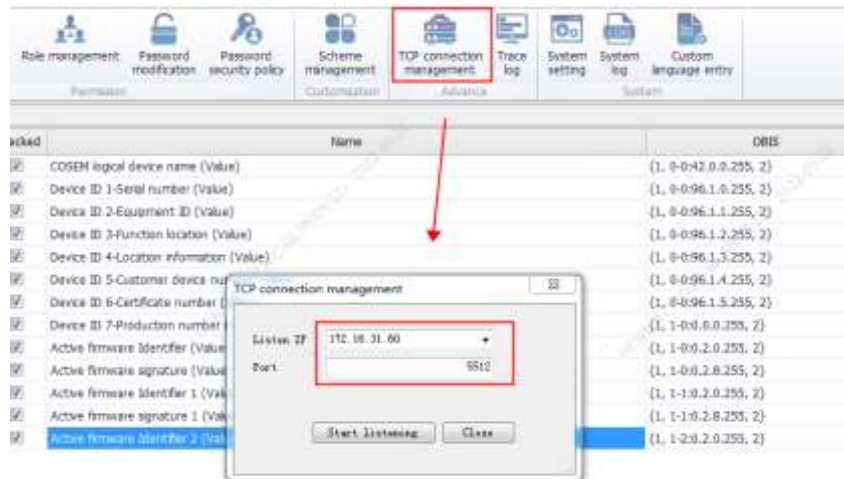 Role management
Password modification
Password security policy
Scheme management
TCP connection management
Trace log
System setting
System log
Custom language entry
Permission
Customization
Advance
System
ecked
Name
OBIS
COSEM logical device name (Value)
{1, 0-0:42.0.0.255, 2}
Device ID 1-Serial number (Value)
{1, 0-0:96.1.0.255, 2}
Device ID 2-Equipment ID (Value)
{1, 0-0:96.1.1.255, 2}
Device ID 3-Function location (Value)
{1, 0-0:96.1.2.255, 2}
Device ID 4-Location information (Value)
{1, 0-0:96.1.3.255, 2}
Device ID 5-Customer device nu
{1, 0-0:96.1.4.255, 2}
Device ID 6-Certificate number (
{1, 0-0:96.1.5.255, 2}
Device ID 7-Production number
{1, 1-0:0.0.0.255, 2}
Active firmware Identifier (Value
{1, 1-0:0.2.0.255, 2}
Active firmware signature (Value
{1, 1-0:0.2.8.255, 2}
Active firmware Identifier 1 (Val
{1, 1-1:0.2.0.255, 2}
Active firmware signature 1 (Val
{1, 1-1:0.2.8.255, 2}
Active firmware Identifier 2 (Val
{1, 1-2:0.2.0.255, 2}
TCP connection management
Listen IP
172.16.31.60
Port
5512
Start listening
Close